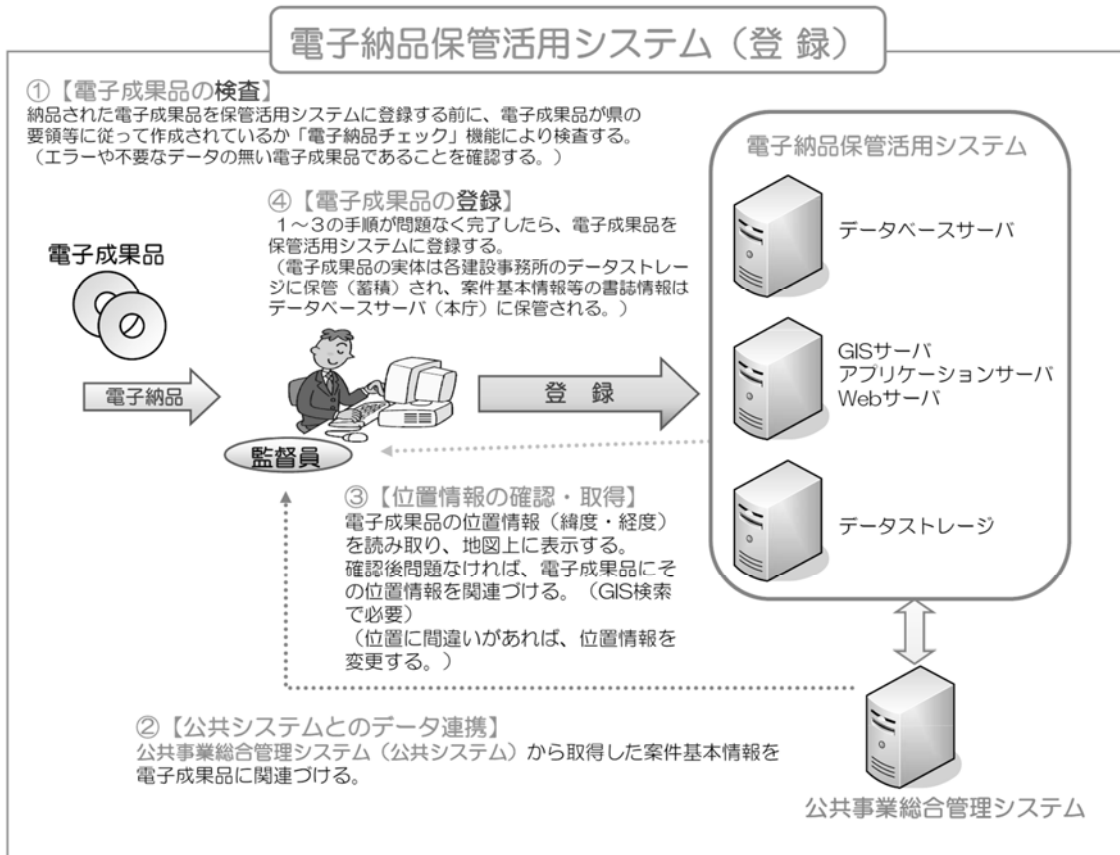 電子納品保管活用システム（登 録）
①【電子成果品の検査】
納品された電子成果品を保管活用システムに登録する前に、電子成果品が県の
要領等に従って作成されているか「電子納品チェック」機能により検査する。
（エラーや不要なデータの無い電子成果品であることを確認する。）
④【電子成果品の登録】
１～３の手順が問題なく完了したら、電子成果品を
保管活用システムに登録する。
（電子成果品の実体は各建設事務所のデータストレー
ジに保管（蓄積）され、案件基本情報等の書誌情報は
データベースサーバ（本庁）に保管される。）
電子成果品
電子納品
監督員
登 録
電子納品保管活用システム
データベースサーバ
GISサーバ
アプリケーションサーバ
Webサーバ
データストレージ
③【位置情報の確認・取得】
電子成果品の位置情報（緯度・経度）
を読み取り、地図上に表示する。
確認後問題なければ、電子成果品にそ
の位置情報を関連づける。（GIS検索
で必要）
（位置に間違いがあれば、位置情報を
変更する。）
②【公共システムとのデータ連携】
公共事業総合管理システム（公共システム）から取得した案件基本情報を
電子成果品に関連づける。
公共事業総合管理システム